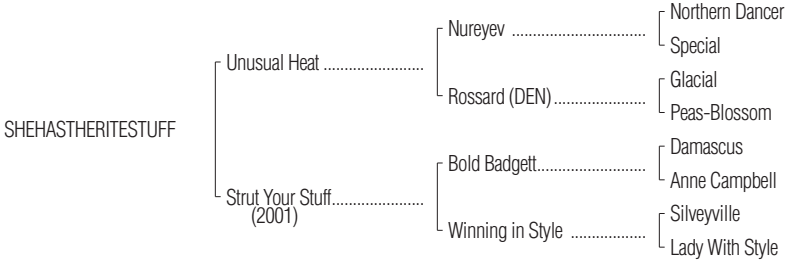 Northern Dancer
Nureyev ..............................
Special
Unusual Heat ......................
Glacial
Rossard (DEN).....................
Peas-Blossom
SHEHASTHERITESTUFF
Damascus
Bold Badgett.........................
Anne Campbell
Strut Your Stuff.....................
(2001)
Silveyville
Winning in Style .................
Lady With Style